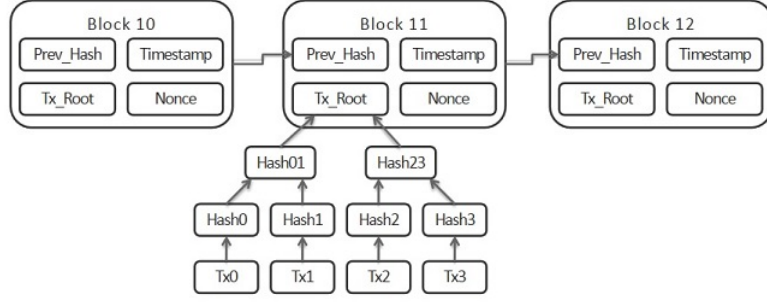 Block 10
Block 11
Block 12
Prev_Hash
Timestamp
Prev_Hash
Timestamp
Prev_Hash
Timestamp
Tx_Root
Nonce
Tx_Root
Nonce
Tx_Root
Nonce
Hash01
Hash23
Hash0
Hash1
Hash2
Hash3
Tx0
Tx1
Tx2
Tx3